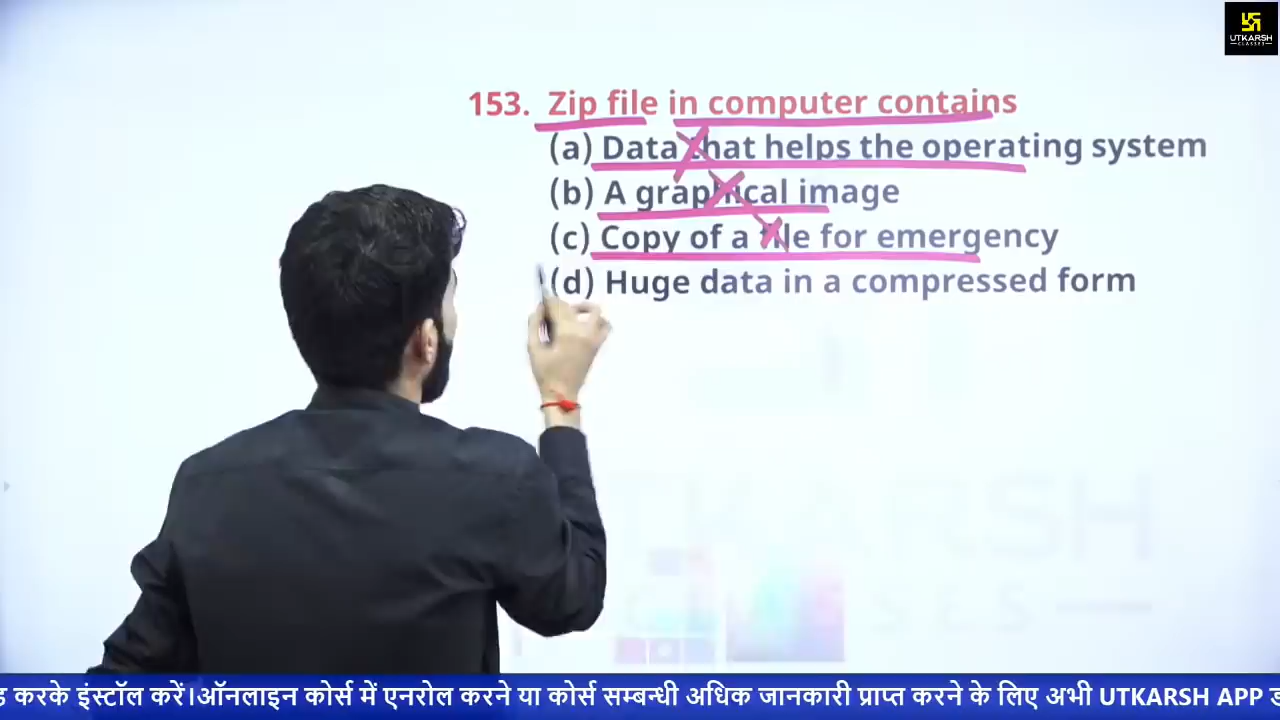 UTKARSH
CLASSES
153. Zip file in computer contains
(a) Data that helps the operating system
(b) A graphical image
(c) Copy of a file for emergency
(d) Huge data in a compressed form
UTKARSH
CLASSES
करके इंस्टॉल करें।ऑनलाइन कोर्स में एनरोल करने या कोर्स सम्बन्धी अधिक जानकारी प्राप्त करने के लिए अभी UTKARSH APP